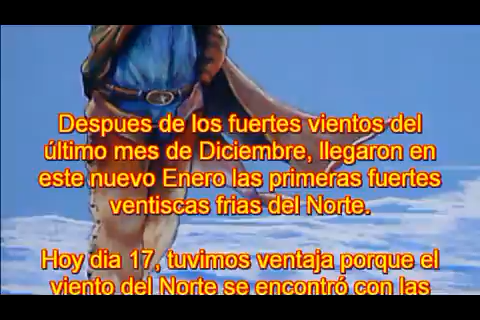 Despues de los fuertes vientos del
último mes de Diciembre, llegaron en
este nuevo Enero las primeras fuertes
ventiscas frias del Norte.
Hoy dia 17, tuvimos ventaja porque el
viento del Norte se encontró con las